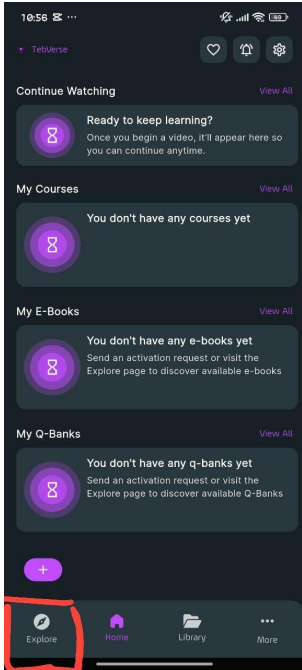 10:56
49
TebVerse
Continue Watching
View All
Ready to keep learning?
Once you begin a video, it'll appear here so
you can continue anytime.
My Courses
View All
You don't have any courses yet
My E-Books
View All
You don't have any e-books yet
Send an activation request or visit the
Explore page to discover available e-books
My Q-Banks
View All
You don't have any q-banks yet
Send an activation request or visit the
Explore page to discover available Q-Banks
+
Explore
Home
Library
More